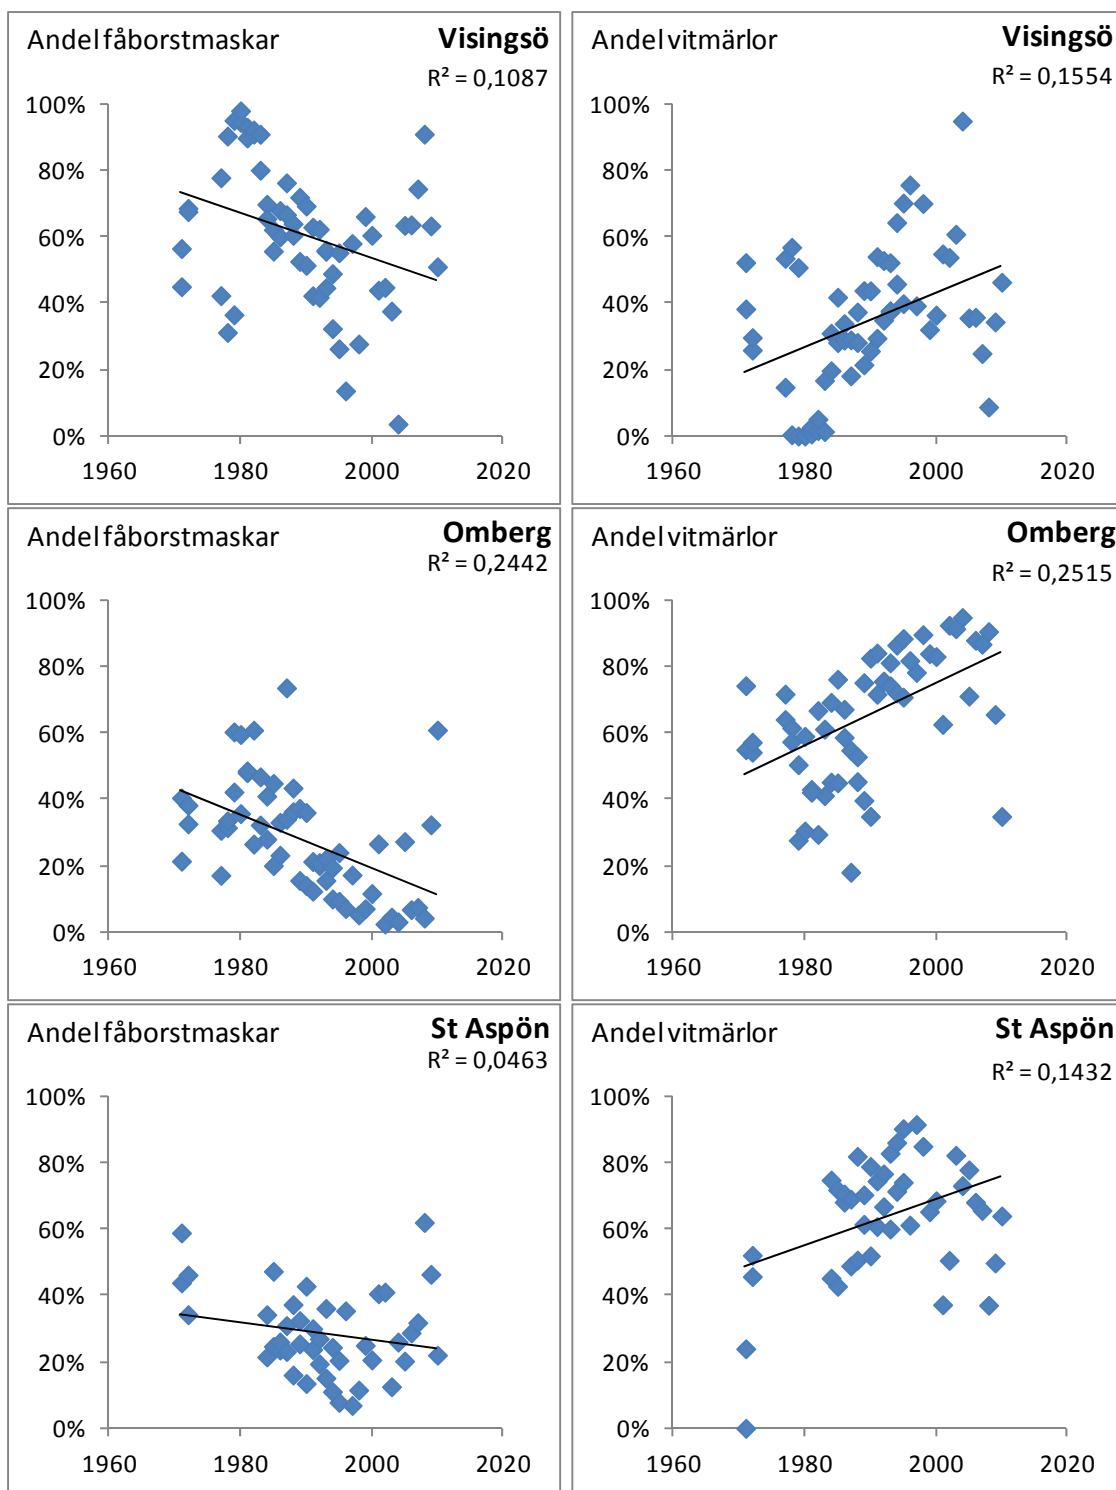 Andel fåborstmaskar Visingsö
R² = 0,1087
100%
80%
60%
40%
20%
0%
1960 1980 2000 2020
Andel vitmärlor Visingsö
R² = 0,1554
100%
80%
60%
40%
20%
0%
1960 1980 2000 2020
Andel fåborstmaskar Omberg
R² = 0,2442
100%
80%
60%
40%
20%
0%
1960 1980 2000 2020
Andel vitmärlor Omberg
R² = 0,2515
100%
80%
60%
40%
20%
0%
1960 1980 2000 2020
Andel fåborstmaskar St Aspön
R² = 0,0463
100%
80%
60%
40%
20%
0%
1960 1980 2000 2020
Andel vitmärlor St Aspön
R² = 0,1432
100%
80%
60%
40%
20%
0%
1960 1980 2000 2020